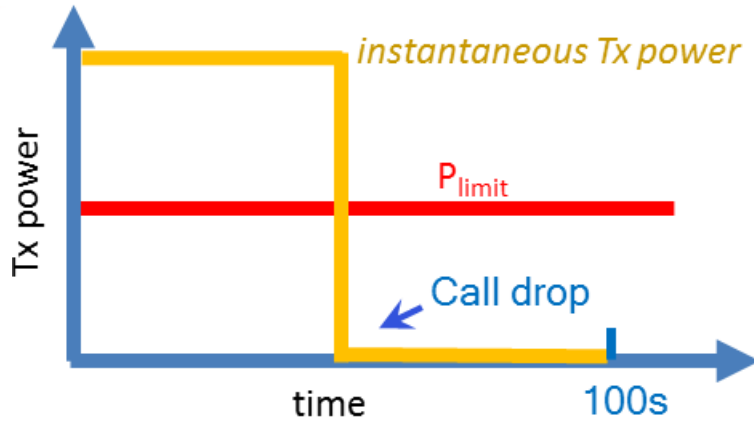 instantaneous Tx power
Tx power
Plimit
Call drop
time
100s